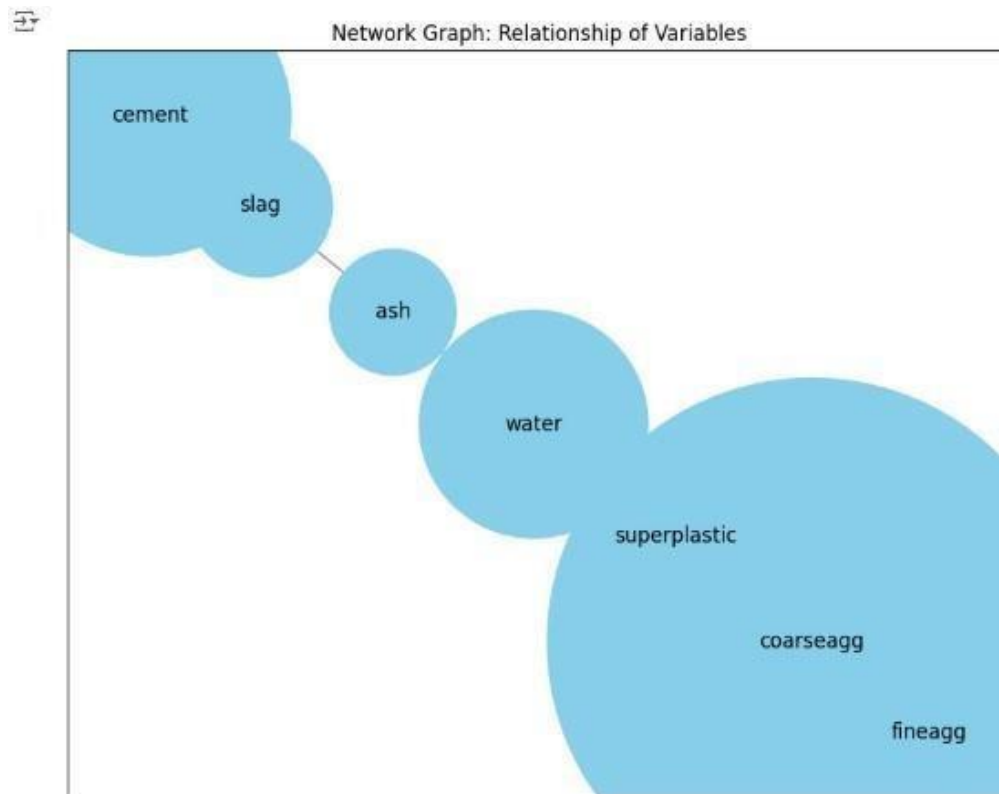 Network Graph: Relationship of Variables
cement
slag
ash
water
superplastic
coarseagg
fineagg